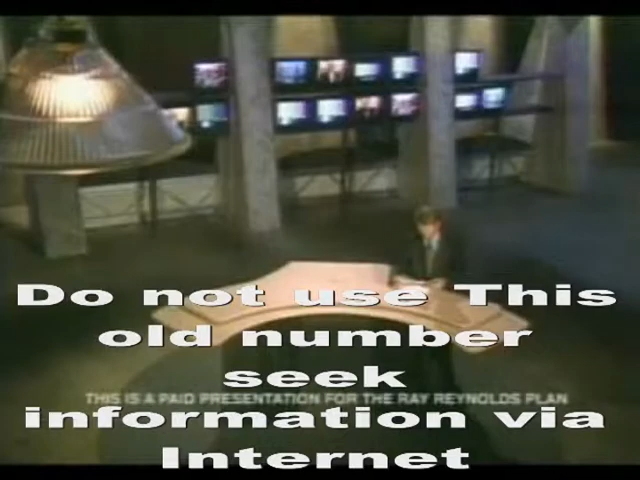 Do not use This
old number
seek
THIS IS A PAID PRESENTATION FOR THE RAY REYNOLDS PLAN
information via
Internet